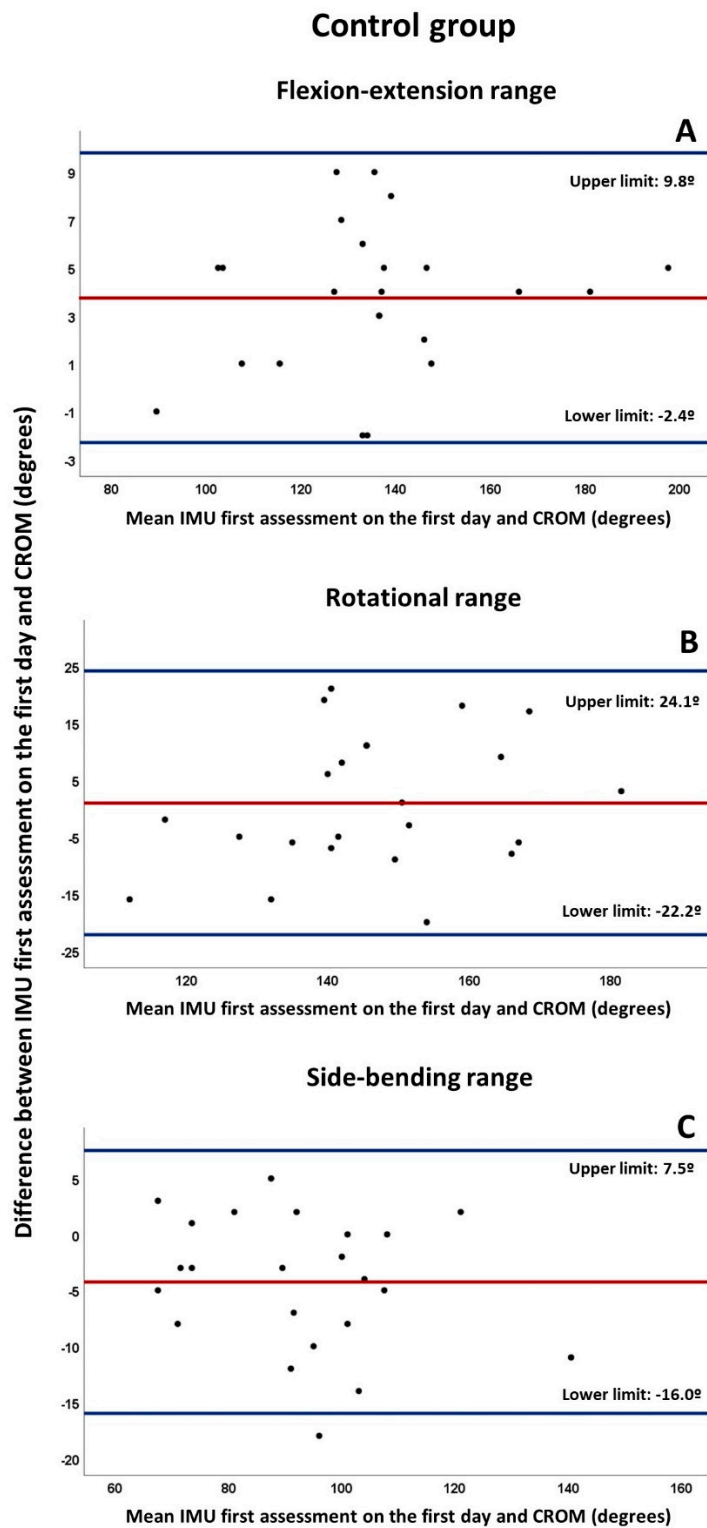 Control group
Flexion-extension range
A
Upper limit: 9.8º
9
7
5
3
1
-1
-3
Lower limit: -2.4º
80 100 120 140 160 180 200
Mean IMU first assessment on the first day and CROM (degrees)
Difference between IMU first assessment on the first day and CROM (degrees)
Rotational range
B
25
15
5
-5
-15
-25
Upper limit: 24.1º
Lower limit: -22.2º
120 140 160 180
Mean IMU first assessment on the first day and CROM (degrees)
Side-bending range
C
Upper limit: 7.5º
5
0
-5
-10
-15
-20
Lower limit: -16.0º
60 80 100 120 140 160
Mean IMU first assessment on the first day and CROM (degrees)